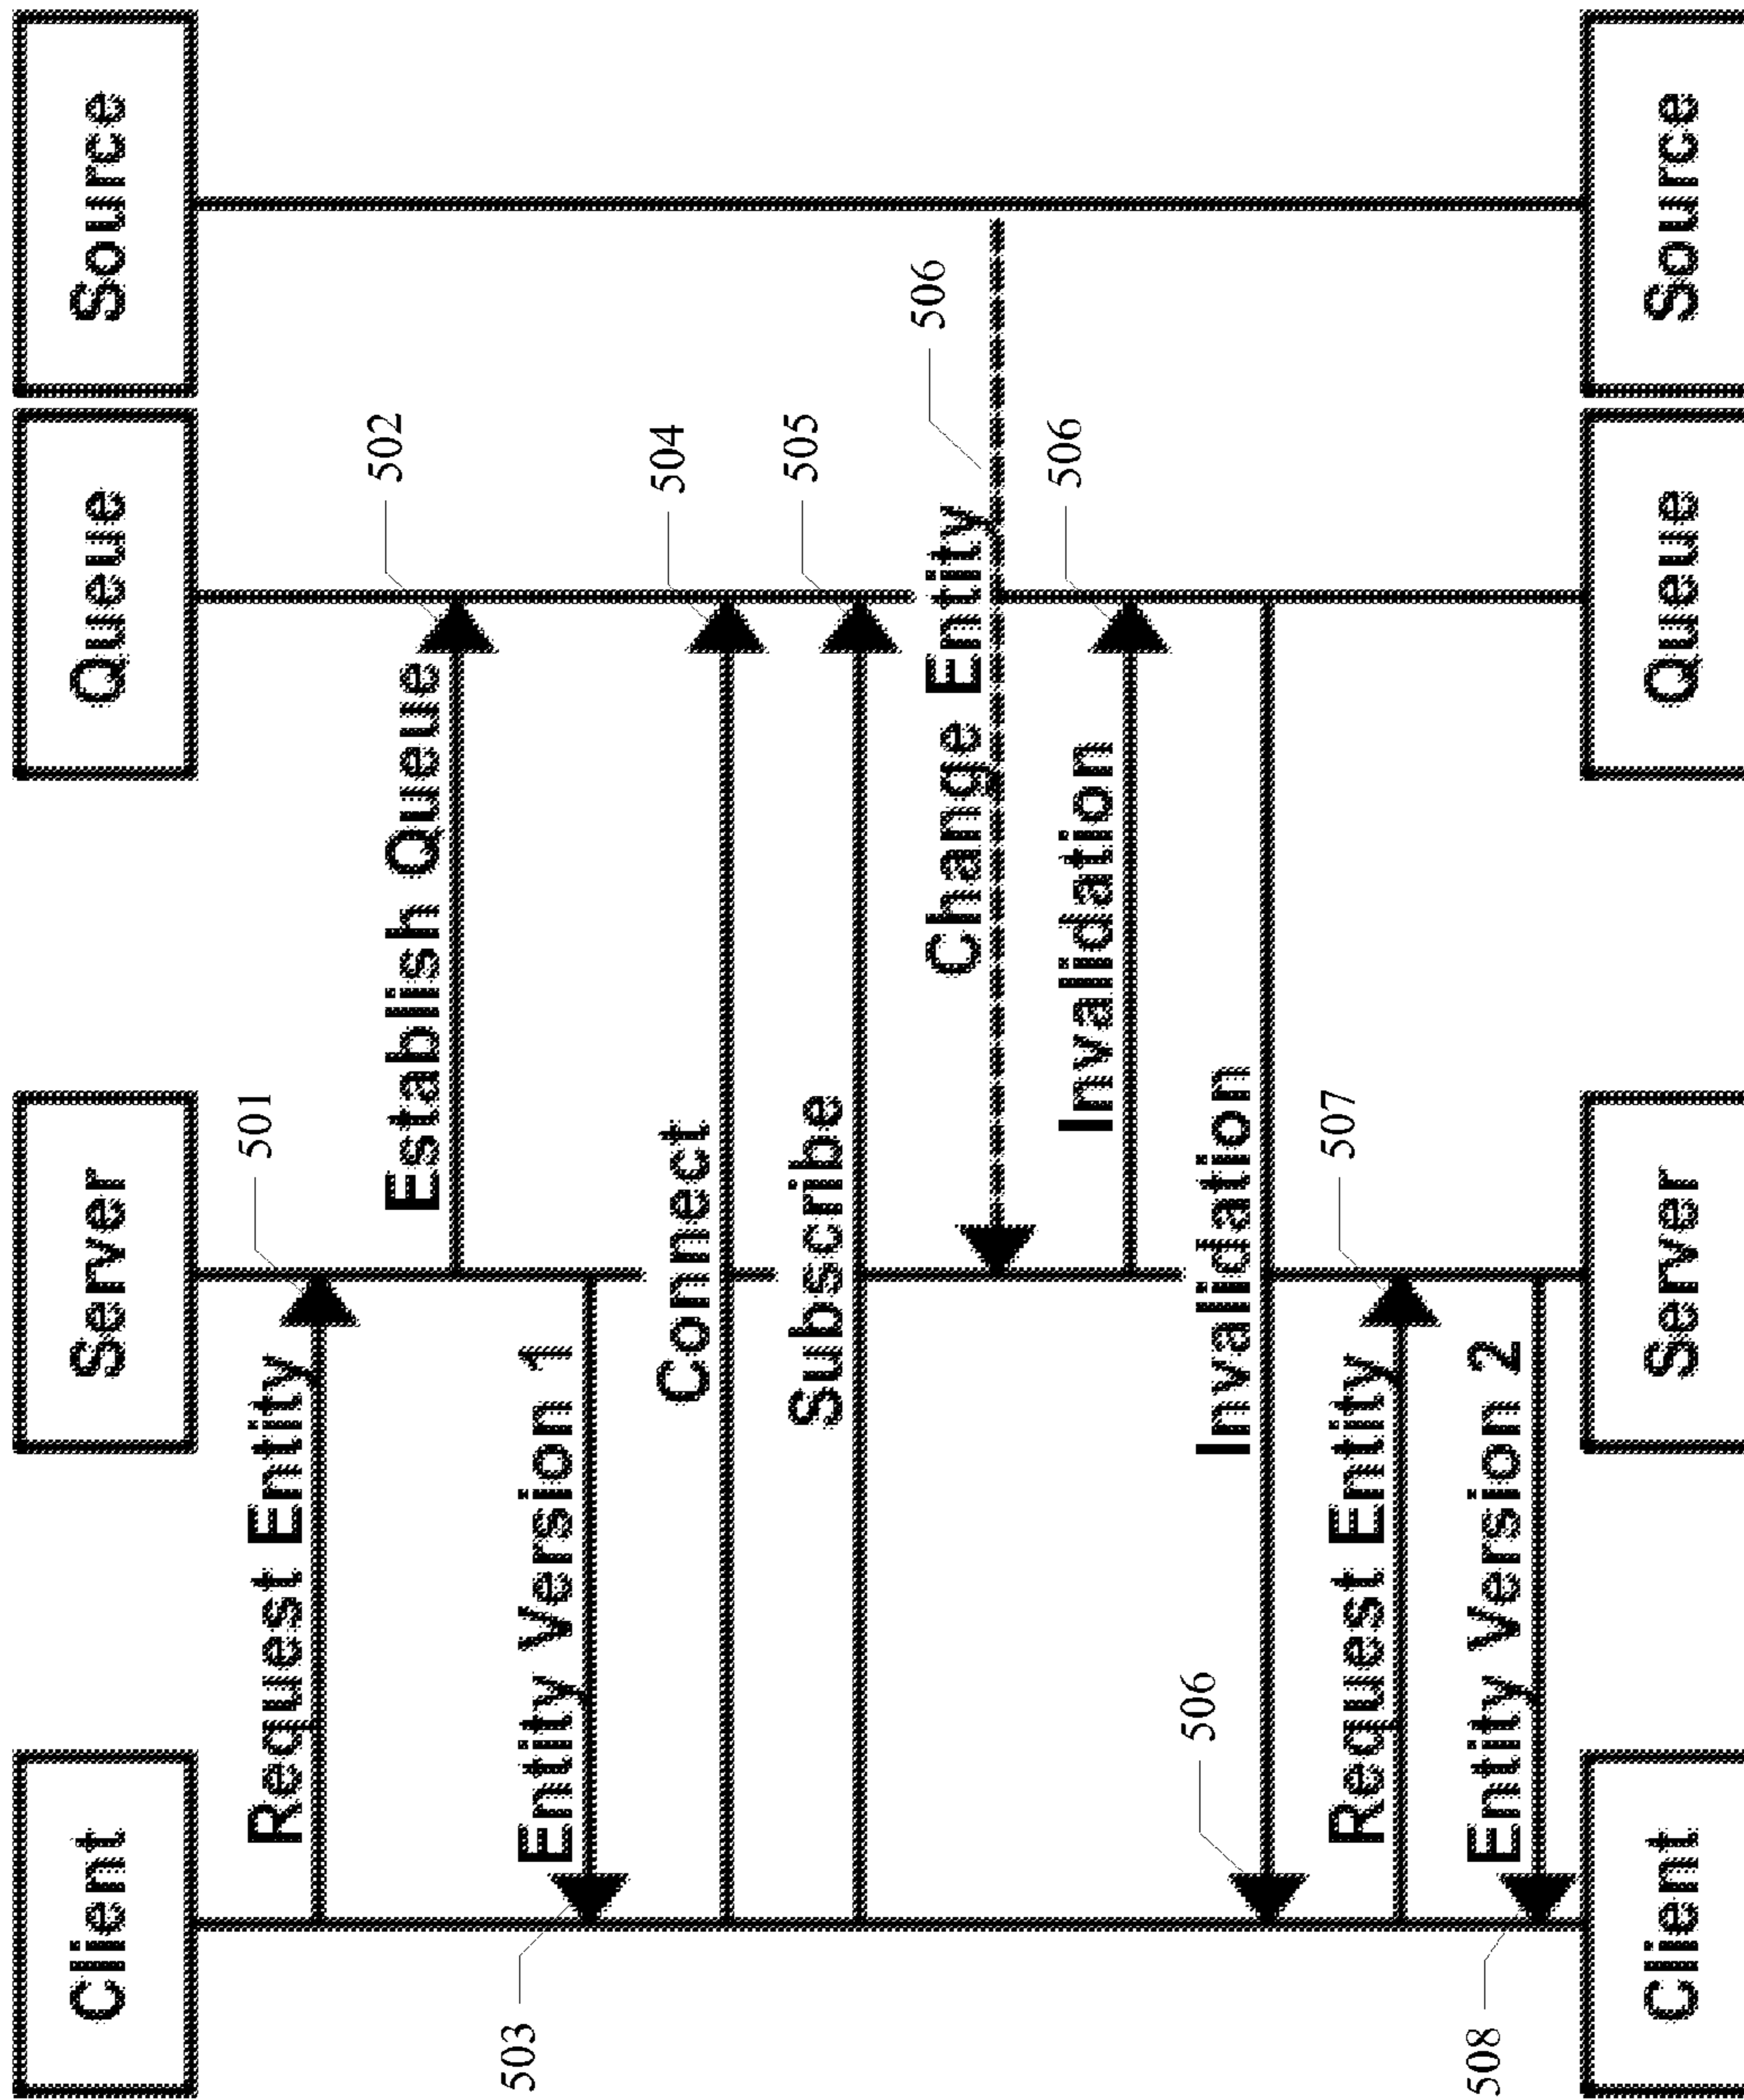 Client
Server
Queue
Source
Request Entity
501
Establish Queue
502
Entity Version 1
503
Connect
504
Subscribe
505
Change Entity
506
Invalidation
506
Invalidation
506
Request Entity
507
Entity Version 2
508
Client
Server
Queue
Source